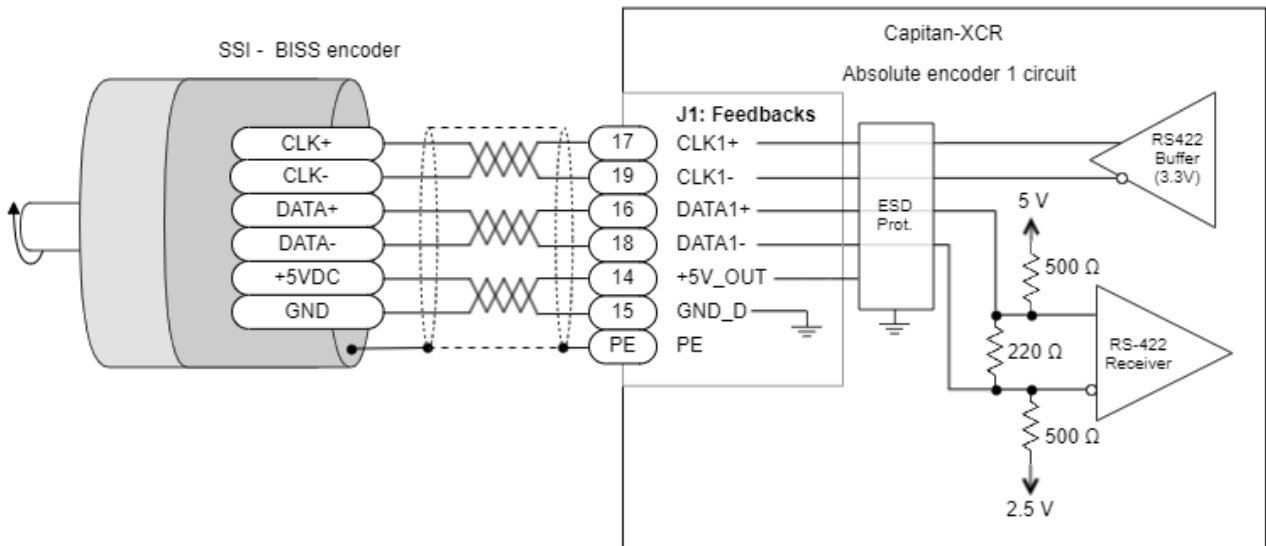 SSI - BISS encoder
Capitan-XCR
Absolute encoder 1 circuit
J1: Feedbacks
CLK+
17
CLK1+
CLK-
19
CLK1-
DATA+
16
DATA1+
DATA-
18
DATA1-
+5VDC
14
+5V_OUT
GND
15
GND_D
PE
PE
ESD
Prot.
RS422
Buffer
(3.3V)
5 V
500 Ω
220 Ω
RS-422
Receiver
500 Ω
2.5 V